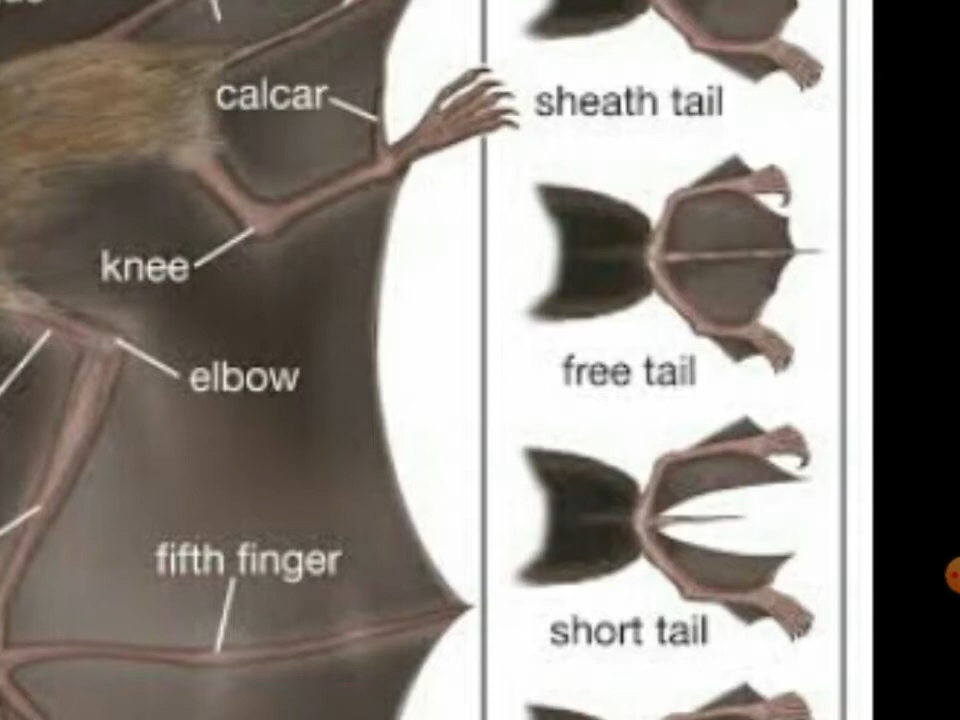 calcar
sheath tail
knee
free tail
elbow
fifth finger
short tail